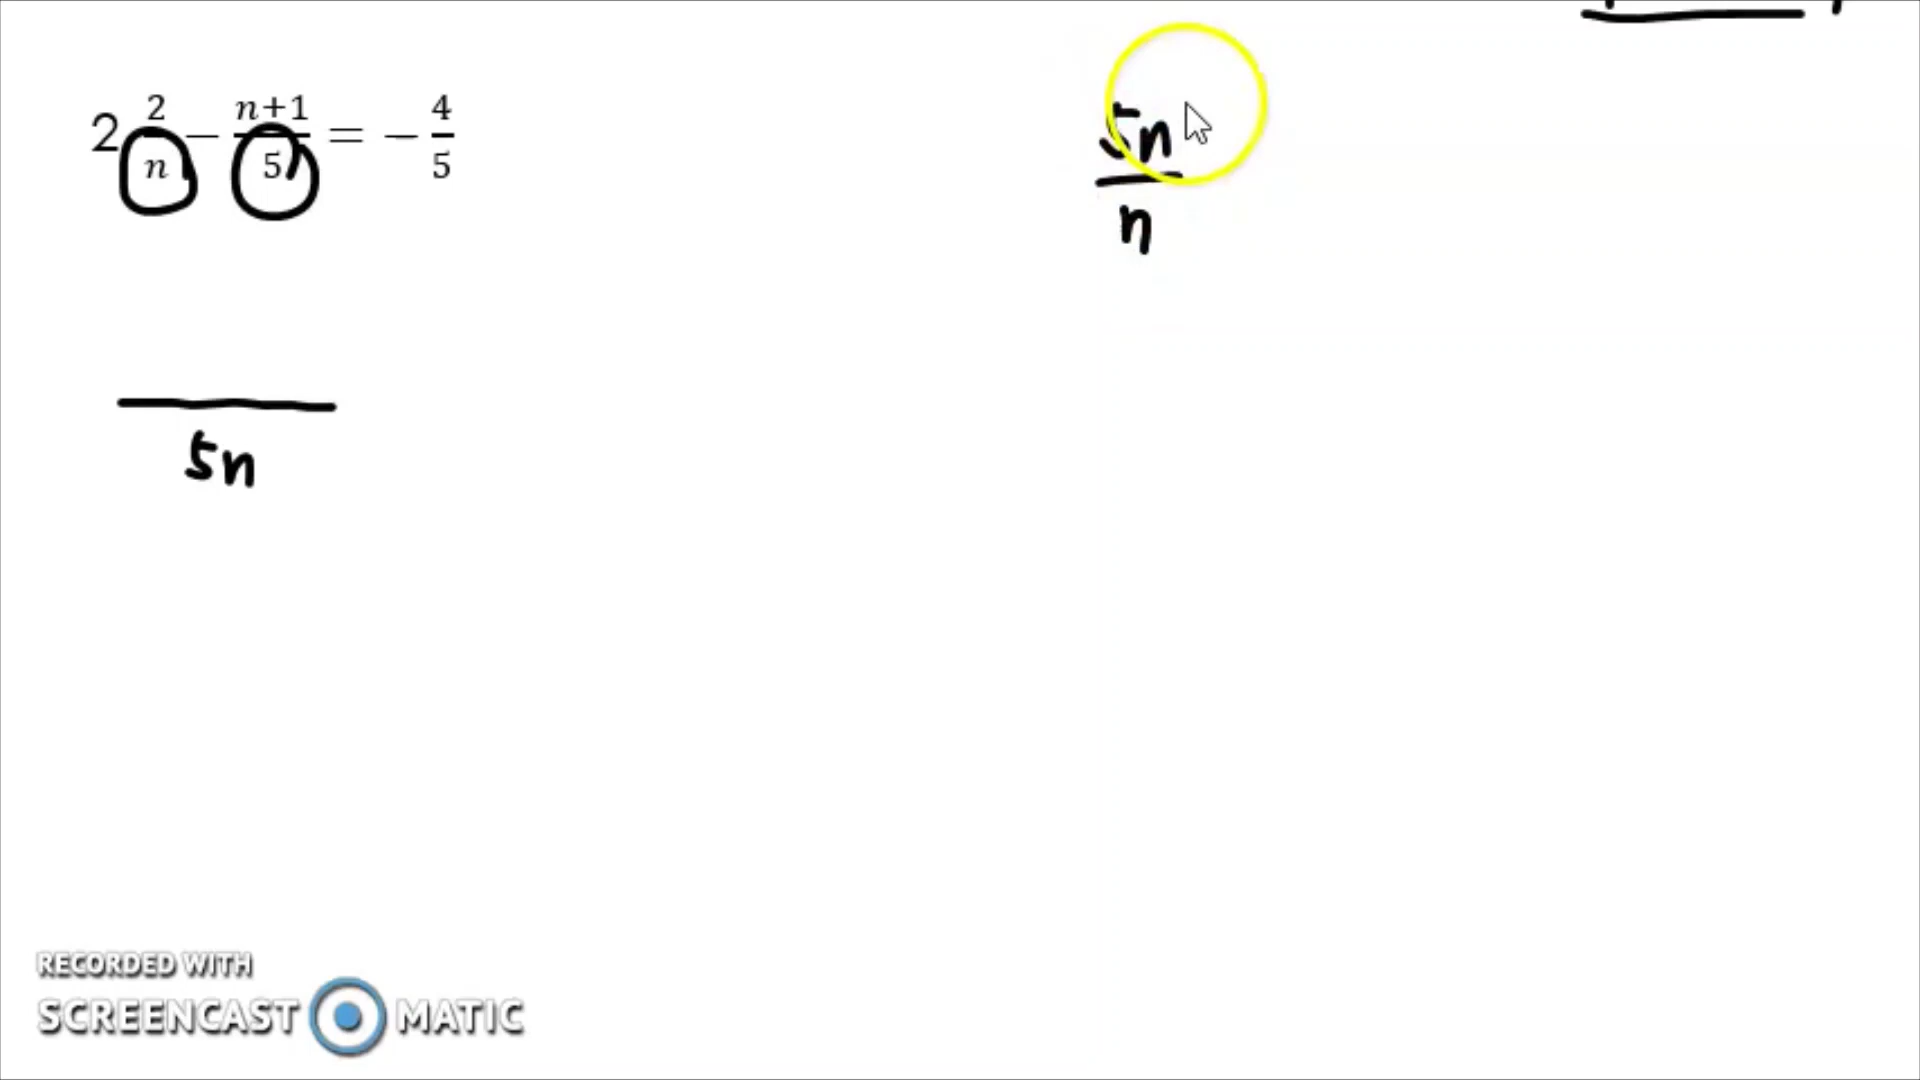 2 2/n − n+1/5 = − 4/5
5n
n
5n
RECORDED WITH
SCREENCAST MATIC